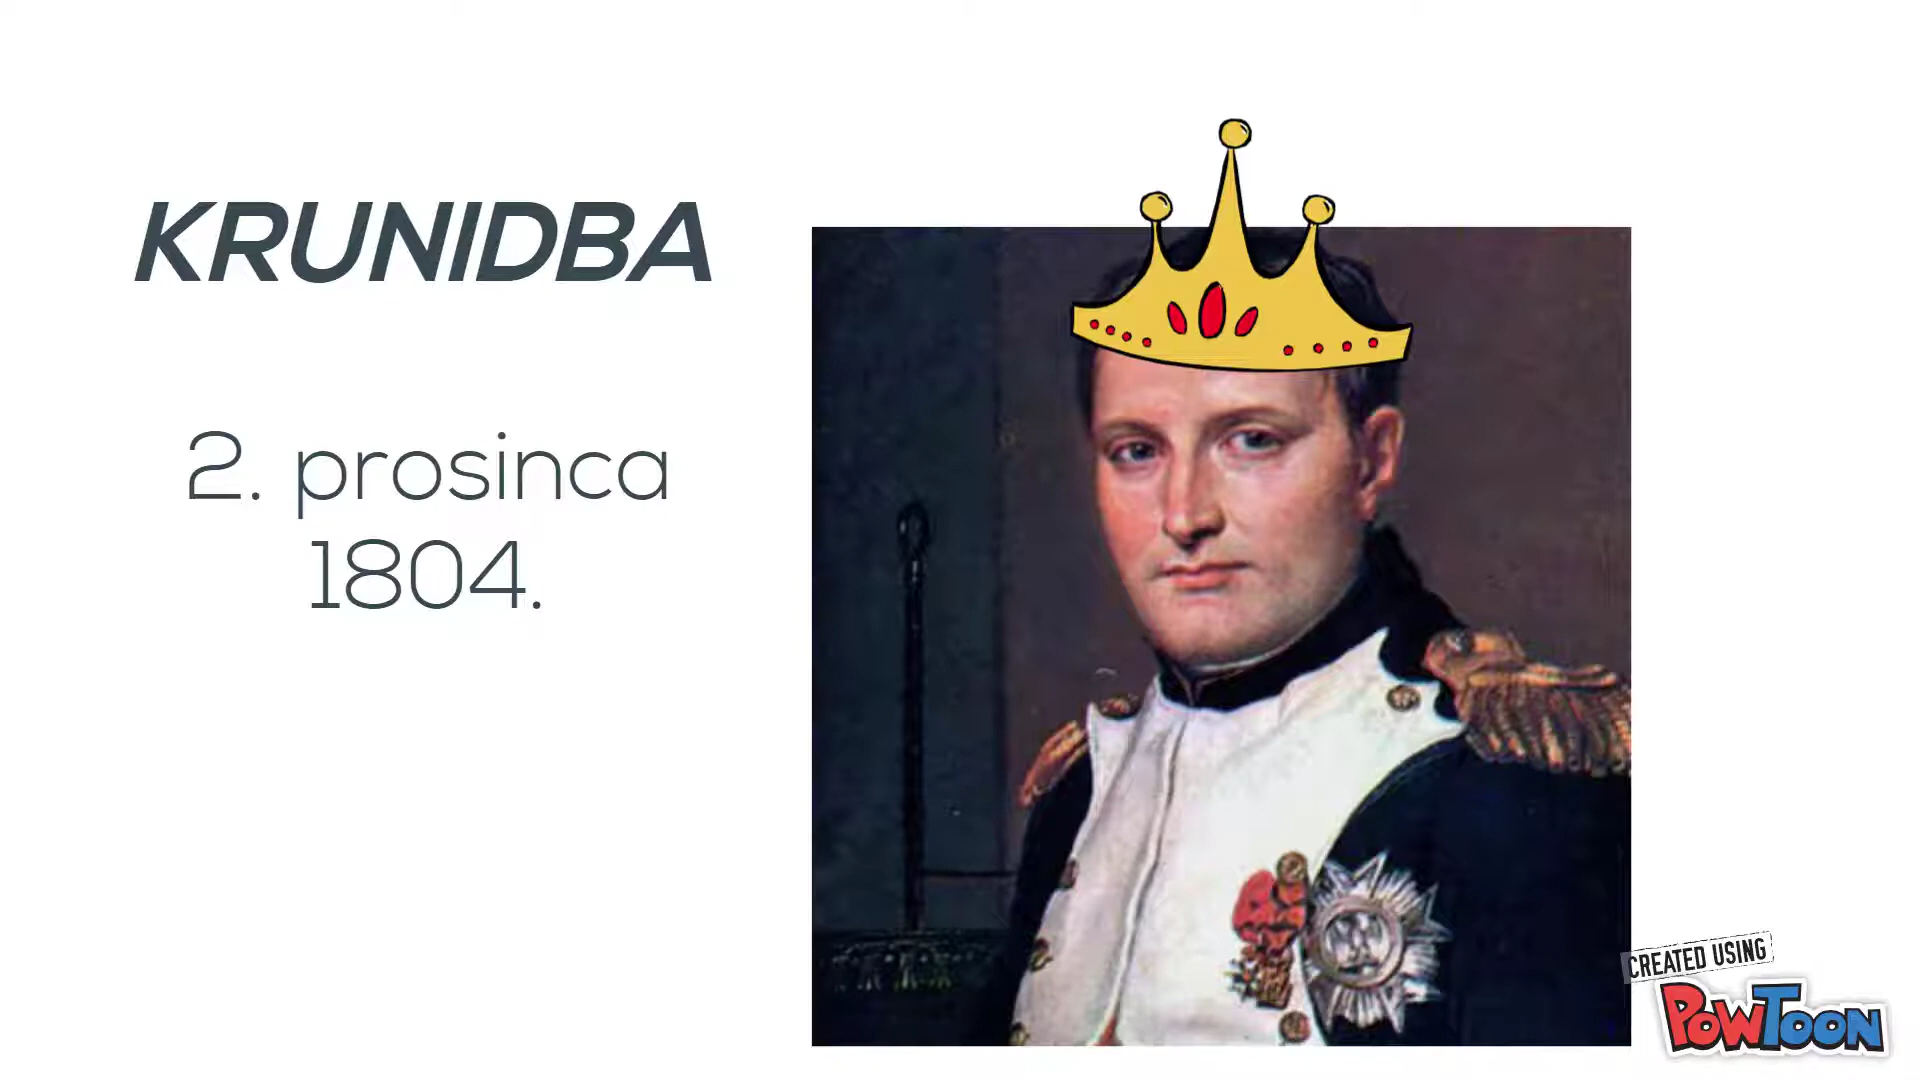 KRUNIDBA
2. prosinca
1804.
CREATED USING
POWTOON